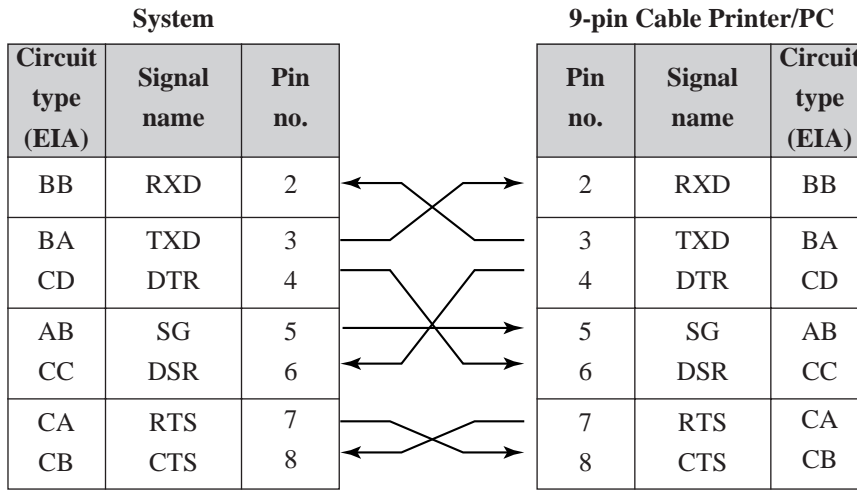 System
9-pin Cable Printer/PC
Circuit type (EIA) Signal name Pin no.
Pin no. Signal name Circuit type (EIA)
BB RXD 2 2 RXD BB
BA TXD 3 3 TXD BA
CD DTR 4 4 DTR CD
AB SG 5 5 SG AB
CC DSR 6 6 DSR CC
CA RTS 7 7 RTS CA
CB CTS 8 8 CTS CB